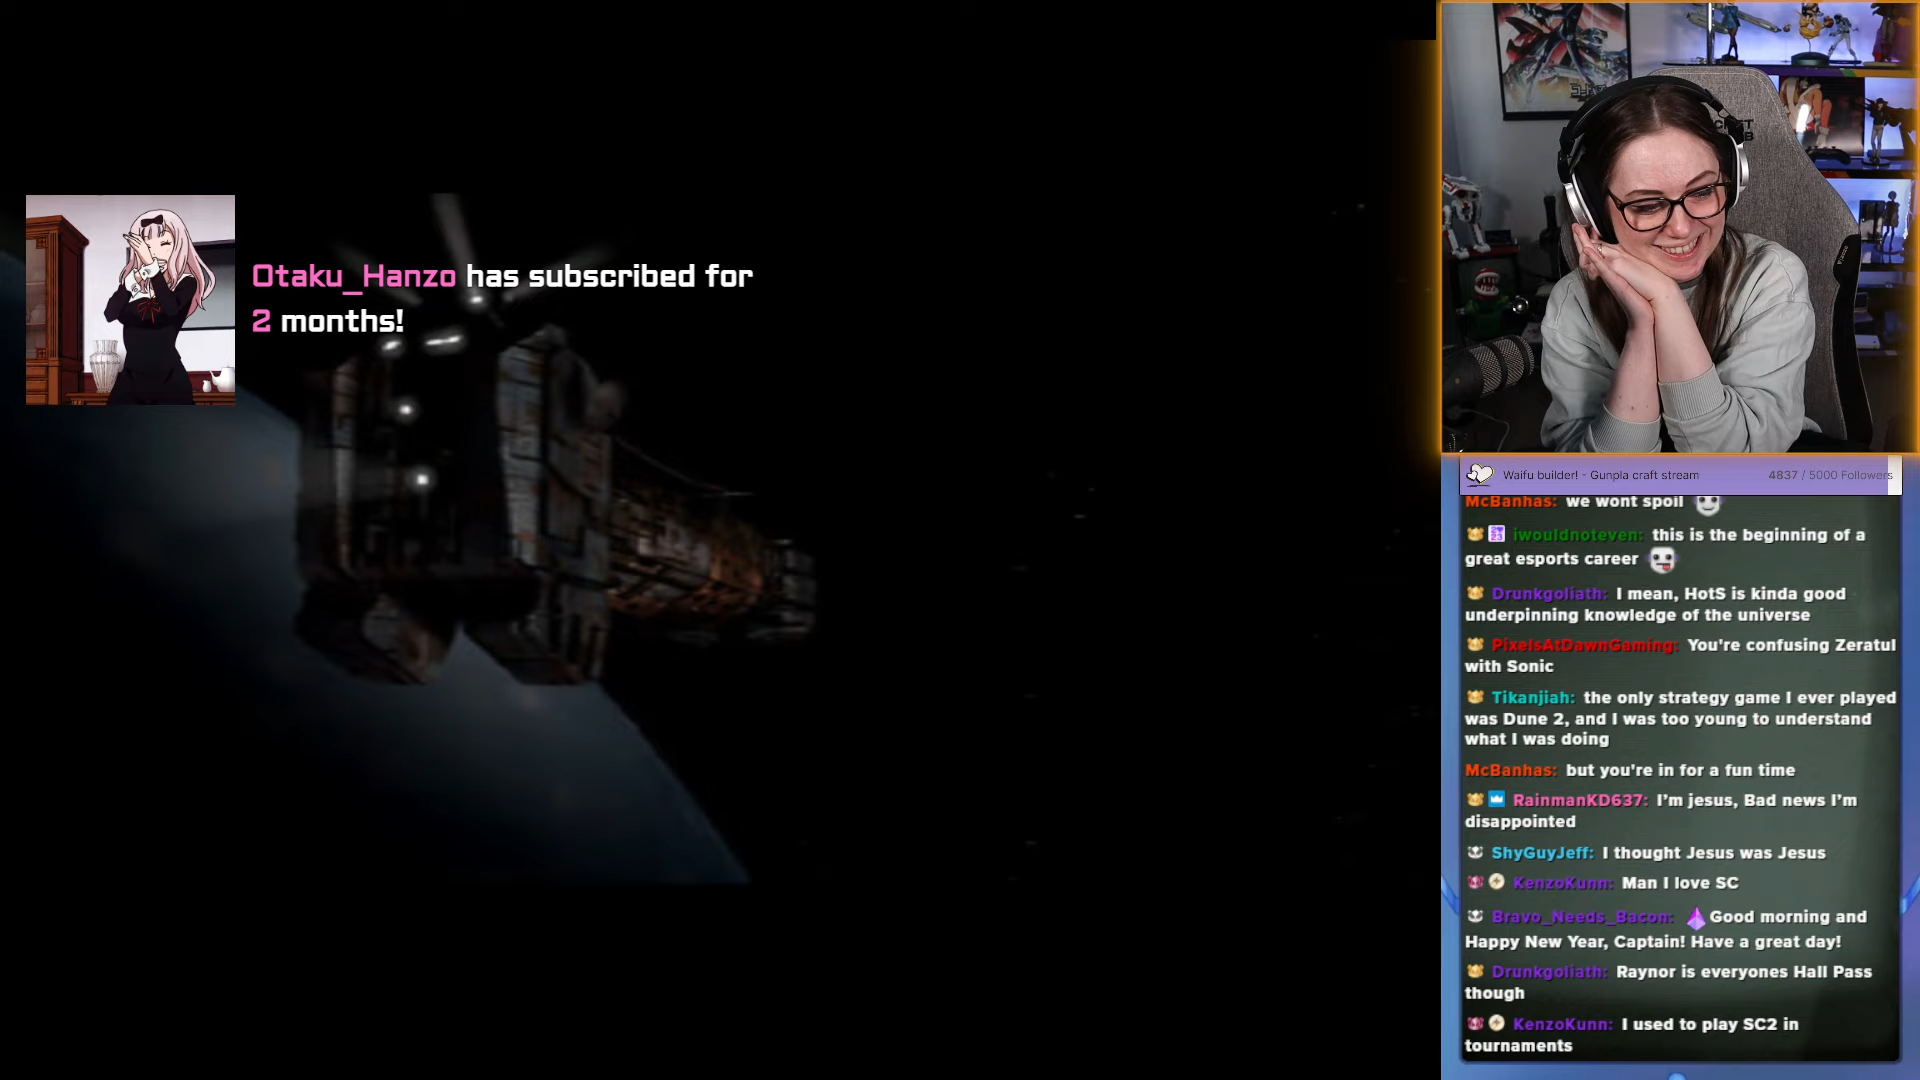 Otaku_Hanzo has subscribed for
2 months!
Waifu builder! - Gunpla craft stream 4837 / 5000 Followers
McBanhas: we wont spoil
iwouldnoteven: this is the beginning of a
great esports career
Drunkgoliath: I mean, HotS is kinda good
underpinning knowledge of the universe
PixelsAtDawnGaming: You're confusing Zeratul
with Sonic
Tikanjiah: the only strategy game I ever played
was Dune 2, and I was too young to understand
what I was doing
McBanhas: but you're in for a fun time
RainmanKD637: I'm jesus, Bad news I'm
disappointed
ShyGuyJeff: I thought Jesus was Jesus
KenzoKunn: Man I love SC
Bravo_Needs_Bacon: Good morning and
Happy New Year, Captain! Have a great day!
Drunkgoliath: Raynor is everyones Hall Pass
though
KenzoKunn: I used to play SC2 in
tournaments